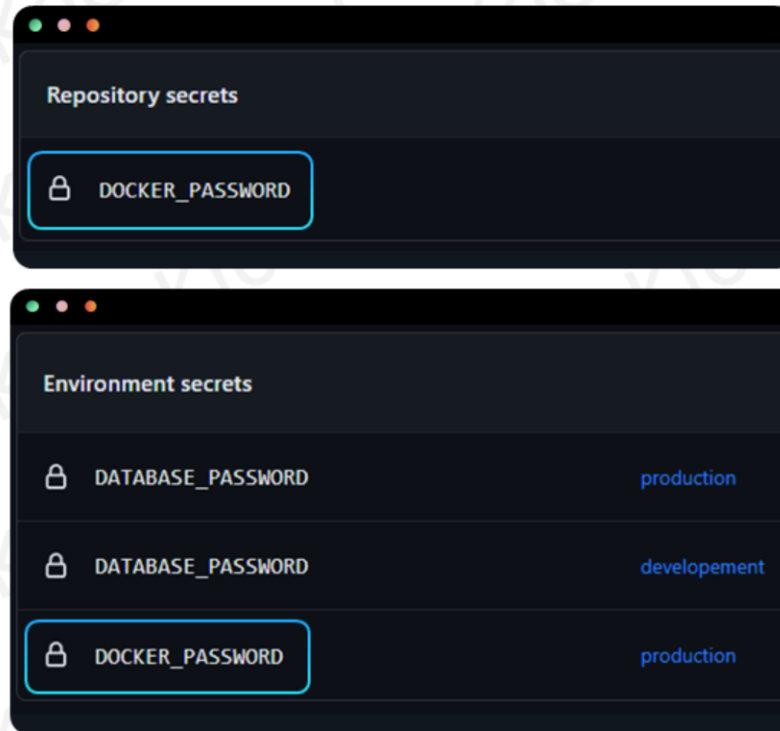 Repository secrets
DOCKER_PASSWORD
Environment secrets
DATABASE_PASSWORD production
DATABASE_PASSWORD developement
DOCKER_PASSWORD production